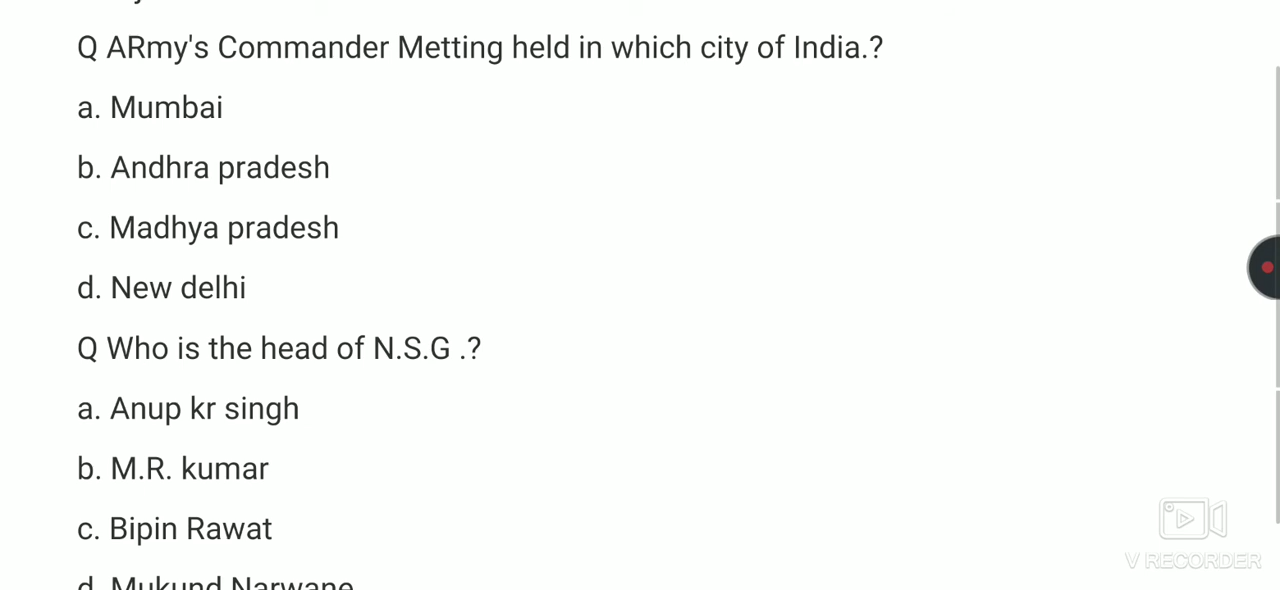 Q ARmy's Commander Metting held in which city of India.?
a. Mumbai
b. Andhra pradesh
c. Madhya pradesh
d. New delhi
Q Who is the head of N.S.G .?
a. Anup kr singh
b. M.R. kumar
c. Bipin Rawat
d. Mukund Narwane
V RECORDER